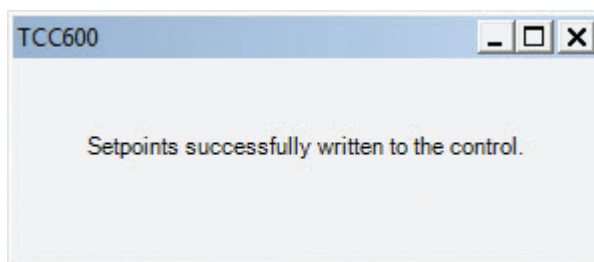 TCC600
Setpoints successfully written to the control.